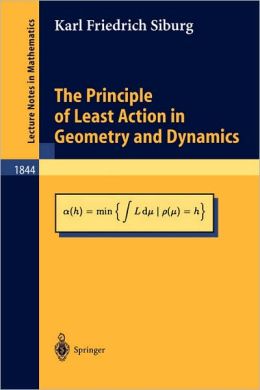 Karl Friedrich Siburg
Lecture Notes in Mathematics
The Principle
of Least Action in
Geometry and Dynamics
1844
α(h) = min { ∫ L dμ | ρ(μ) = h }
Springer